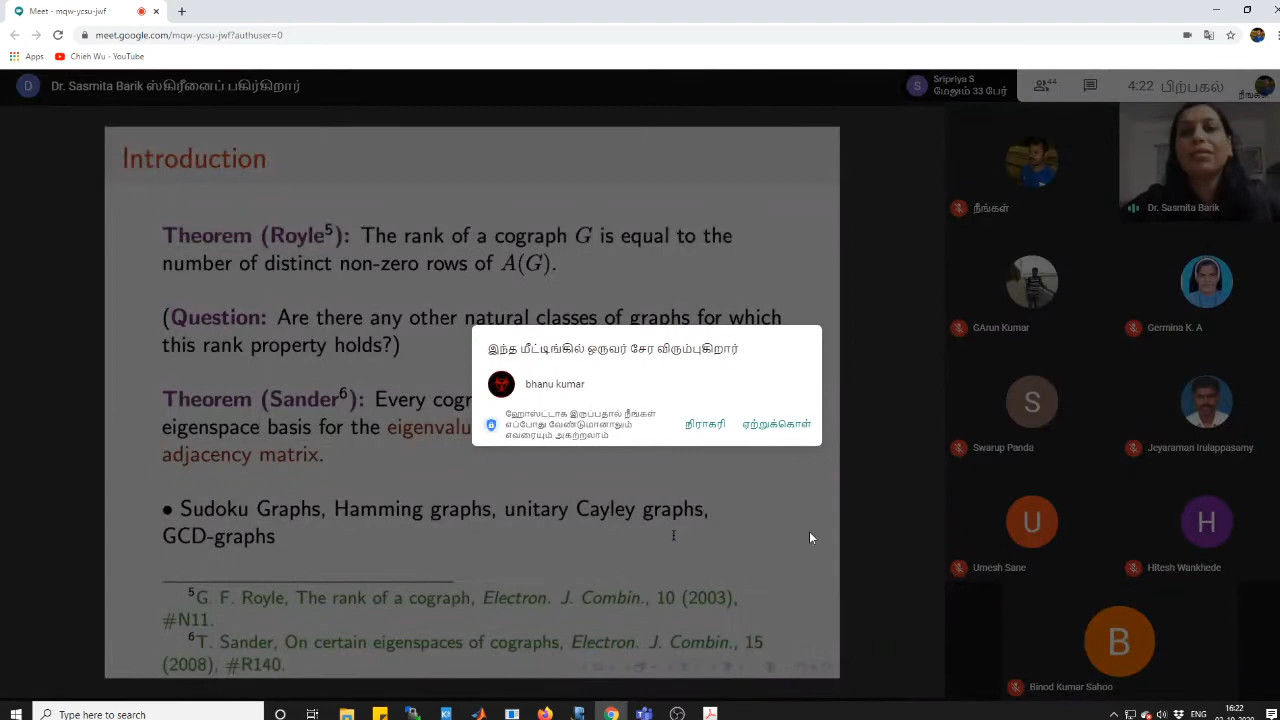 Meet - mqw-ycsu-jwf
meet.google.com/mqw-ycsu-jwf?authuser=0
Apps
Chieh Wu - YouTube
D
Dr. Sasmita Barik ஸ்கிரீனைப் பகிர்கிறார்
S
Sripriya S
மேலும் 33 பேர்
44
4:22 பிற்பகல்
நீங்கள்
Introduction
Theorem (Royle5): The rank of a cograph G is equal to the
number of distinct non-zero rows of A(G).
(Question: Are there any other natural classes of graphs for which
this rank property holds?)
Theorem (Sander6): Every cogr
eigenspace basis for the eigenvalu
adjacency matrix.
• Sudoku Graphs, Hamming graphs, unitary Cayley graphs,
GCD-graphs
5G. F. Royle, The rank of a cograph, Electron. J. Combin., 10 (2003),
#N11.
6T. Sander, On certain eigenspaces of cographs, Electron. J. Combin., 15
(2008), #R140.
இந்த மீட்டிங்கில் ஒருவர் சேர விரும்புகிறார்
bhanu kumar
ஹோஸ்ட்டாக இருப்பதால் நீங்கள்
எப்போது வேண்டுமானாலும்
எவரையும் அகற்றலாம்
நிராகரி
ஏற்றுக்கொள்
நீங்கள்
Dr. Sasmita Barik
GArun Kumar
Germina K. A
S
Swarup Panda
Jeyaraman Irulappasamy
U
Umesh Sane
H
Hitesh Wankhede
B
Binod Kumar Sahoo
Type here to search
16:22
02-10-2020